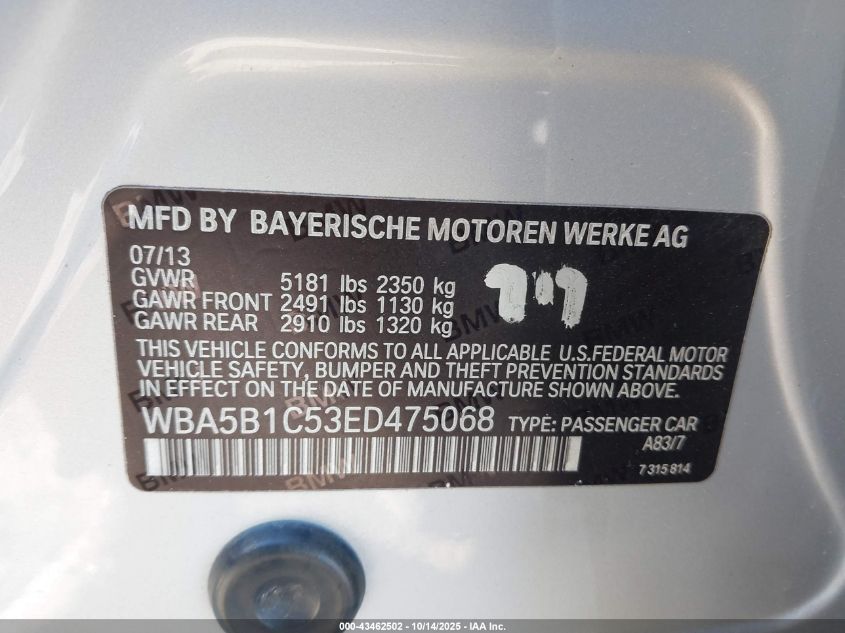 MFD BY BAYERISCHE MOTOREN WERKE AG
07/13
GVWR 5181 lbs 2350 kg
GAWR FRONT 2491 lbs 1130 kg
GAWR REAR 2910 lbs 1320 kg
THIS VEHICLE CONFORMS TO ALL APPLICABLE U.S.FEDERAL MOTOR
VEHICLE SAFETY, BUMPER AND THEFT PREVENTION STANDARDS
IN EFFECT ON THE DATE OF MANUFACTURE SHOWN ABOVE.
WBA5B1C53ED475068 TYPE: PASSENGER CAR
A83/7
7 315 814
000-43462502 | 10/14/2025 - IAA Inc.